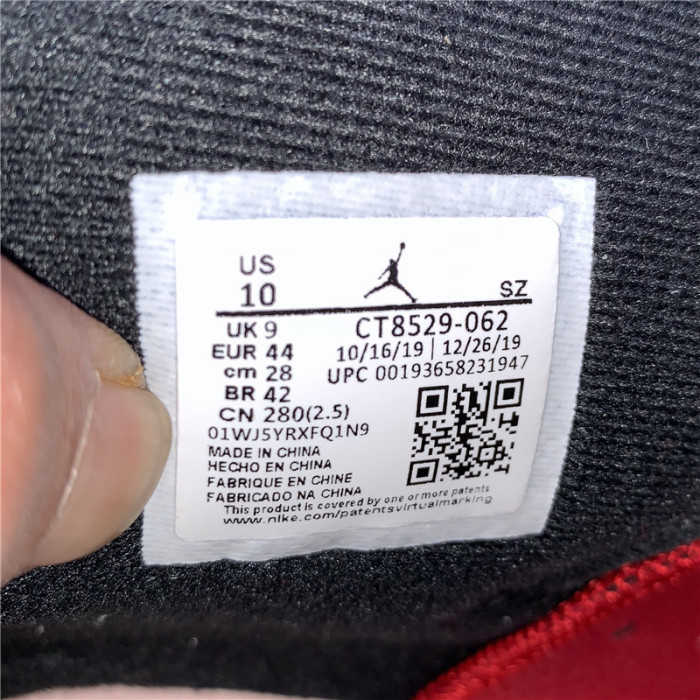 US
10
SZ
UK 9
EUR 44
cm 28
BR 42
CN 280(2.5)
CT8529-062
10/16/19 | 12/26/19
UPC 00193658231947
01WJ5YRXFQ1N9
MADE IN CHINA
HECHO EN CHINA
FABRIQUE EN CHINE
FABRICADO NA CHINA
This product is covered by one or more patents
www.nike.com/patentsvirtualmarking